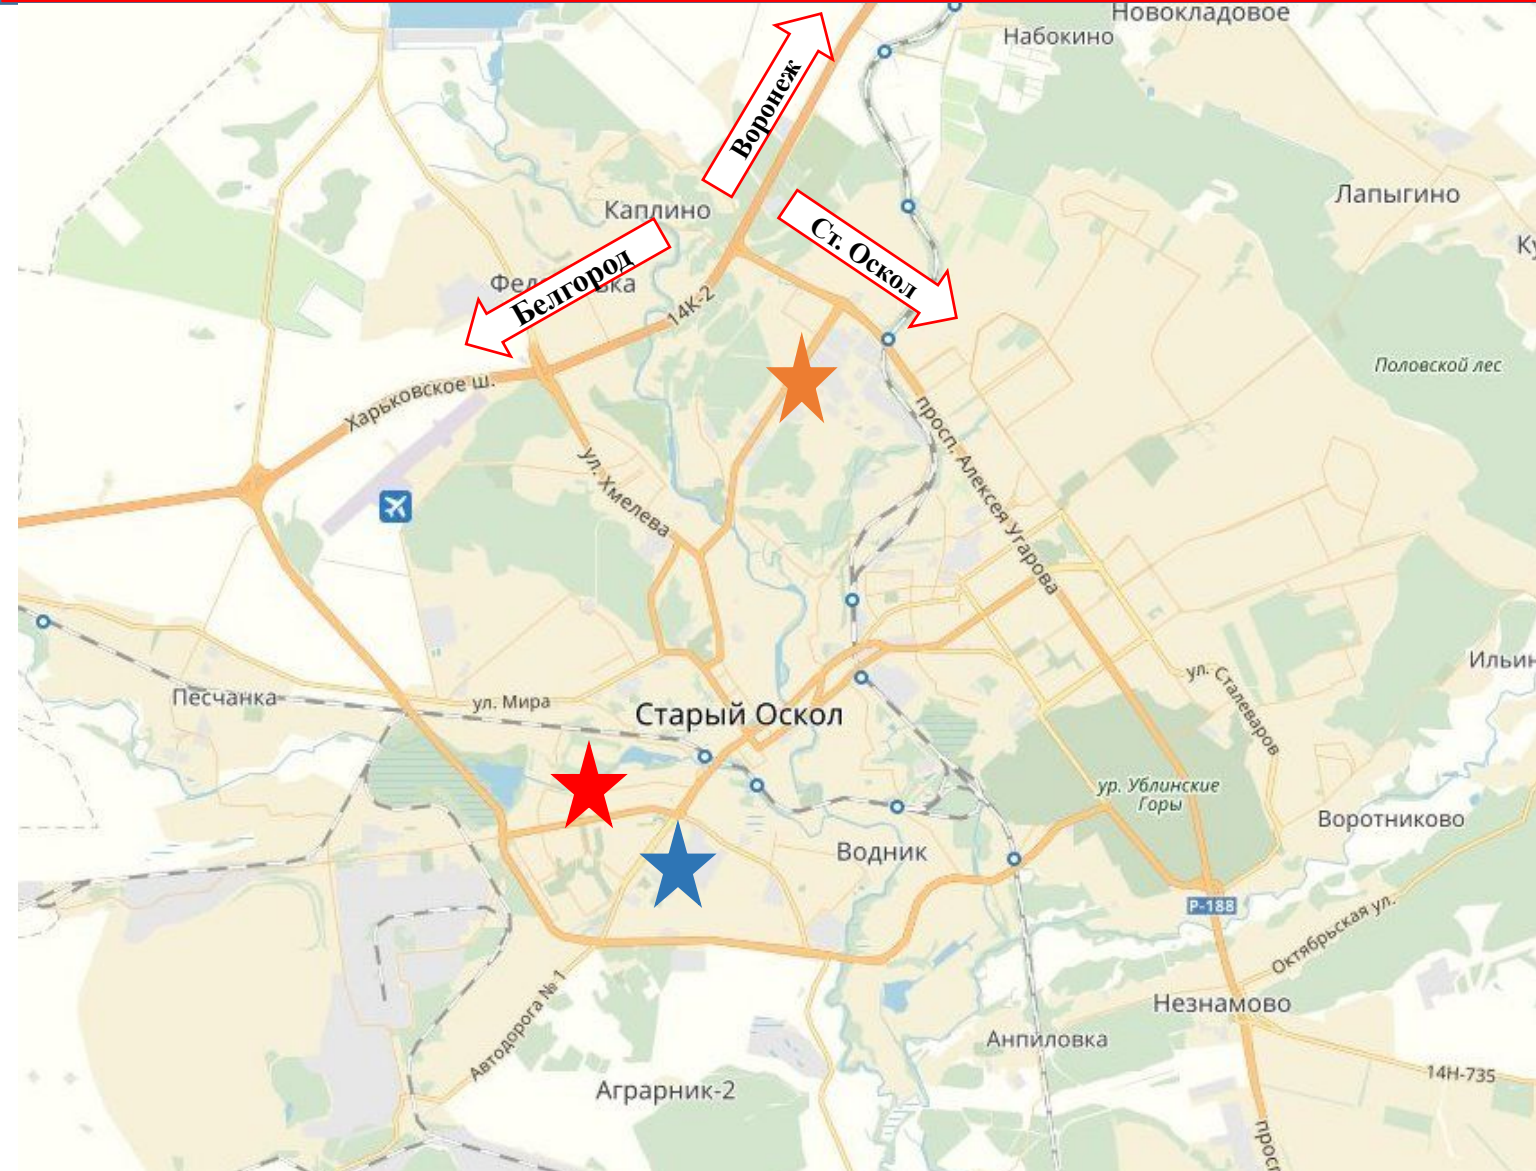 Новокладовое
Набокино
Воронеж
Лапыгино
Каплино
Ст. Оскол
Белгород
14К-2
Половской лес
Харьковское ш.
просп. Алексея Угарова
ул. Хмелева
ул. Сталеваров
Песчанка
ул. Мира
Старый Оскол
ур. Ублинские
Горы
Воротниково
Водник
Р-188
Октябрьская ул.
Автодорога № 1
Незнамово
Анпиловка
14Н-735
Аграрник-2